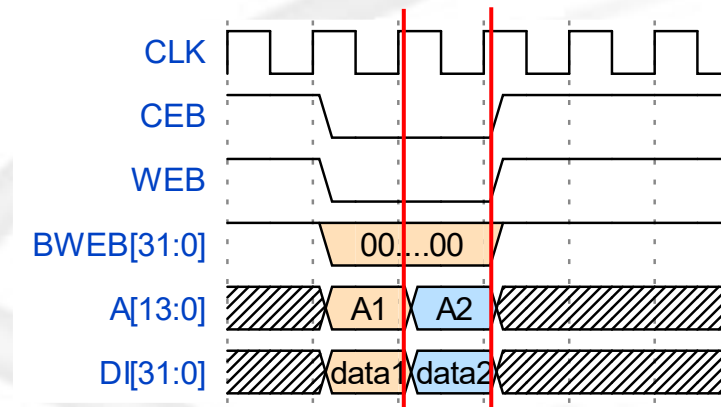 CLK
CEB
WEB
BWEB[31:0] 00....00
A[13:0] A1 A2
DI[31:0] data1 data2